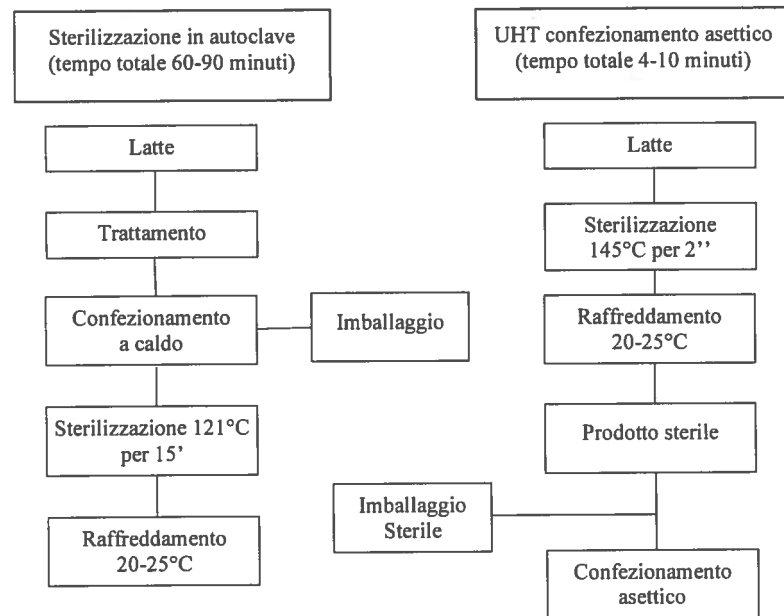 Sterilizzazione in autoclave
(tempo totale 60-90 minuti)
Latte
Trattamento
Confezionamento
a caldo
Imballaggio
Sterilizzazione 121°C
per 15’
Raffreddamento
20-25°C
UHT confezionamento asettico
(tempo totale 4-10 minuti)
Latte
Sterilizzazione
145°C per 2’’
Raffreddamento
20-25°C
Prodotto sterile
Imballaggio
Sterile
Confezionamento
asettico